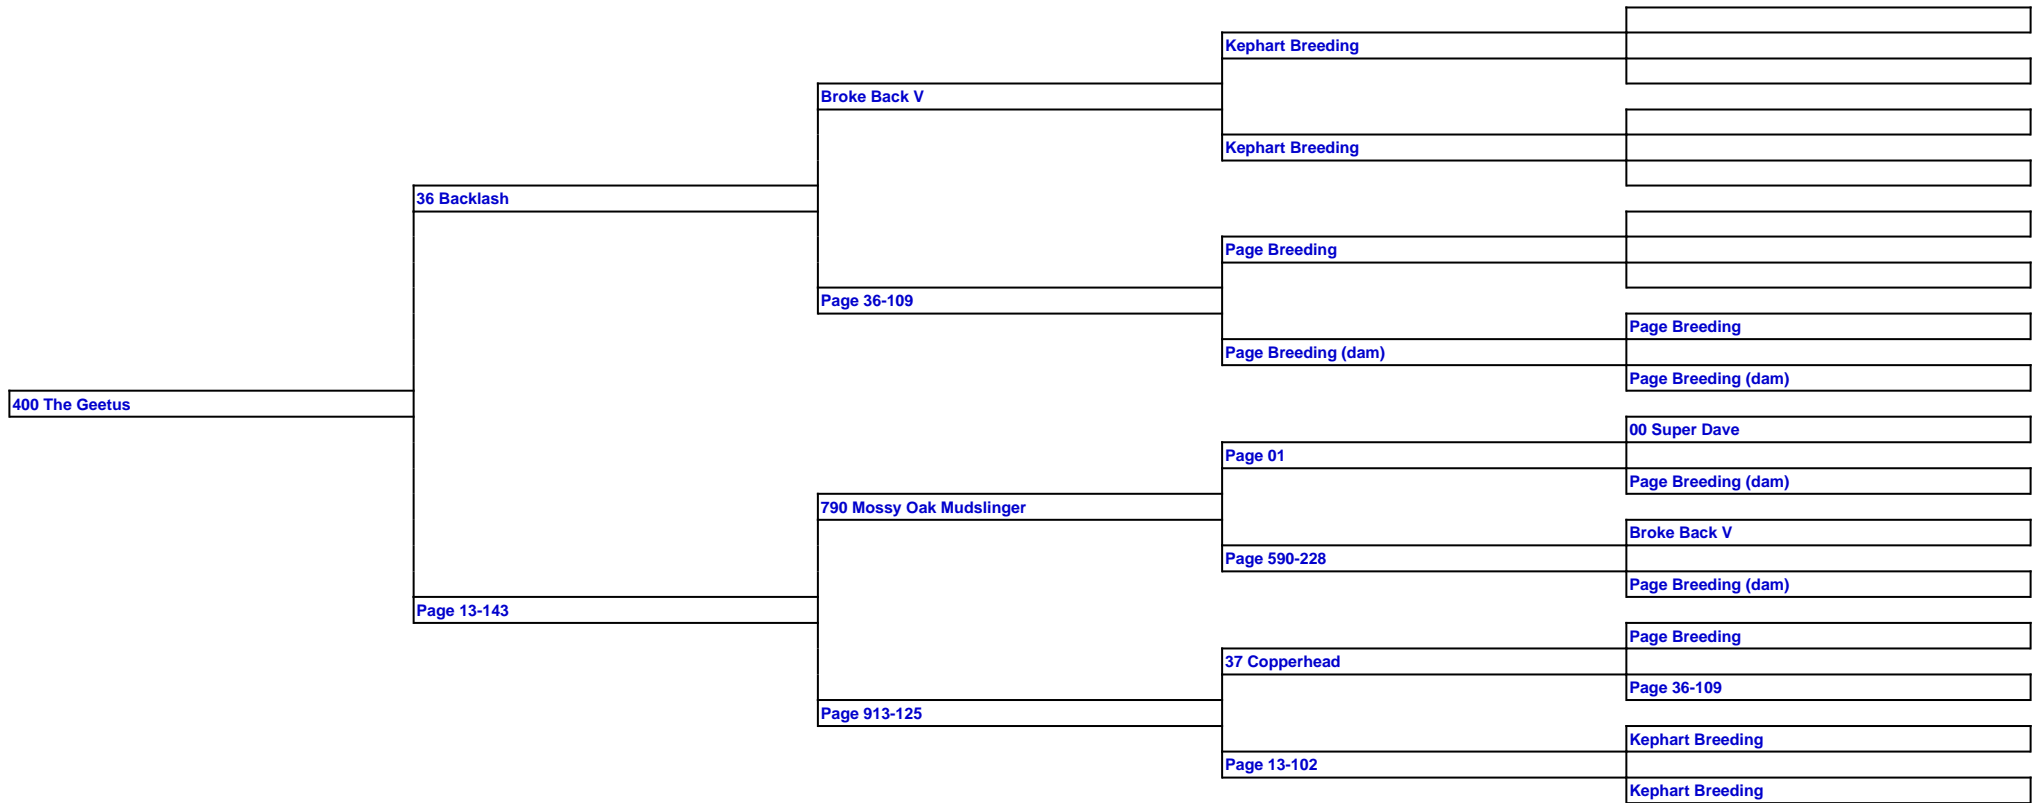 Kephart Breeding
Broke Back V
Kephart Breeding
36 Backlash
Page Breeding
Page 36-109
Page Breeding
Page Breeding (dam)
Page Breeding (dam)
400 The Geetus
00 Super Dave
Page 01
Page Breeding (dam)
790 Mossy Oak Mudslinger
Broke Back V
Page 590-228
Page Breeding (dam)
Page 13-143
Page Breeding
37 Copperhead
Page 36-109
Page 913-125
Kephart Breeding
Page 13-102
Kephart Breeding